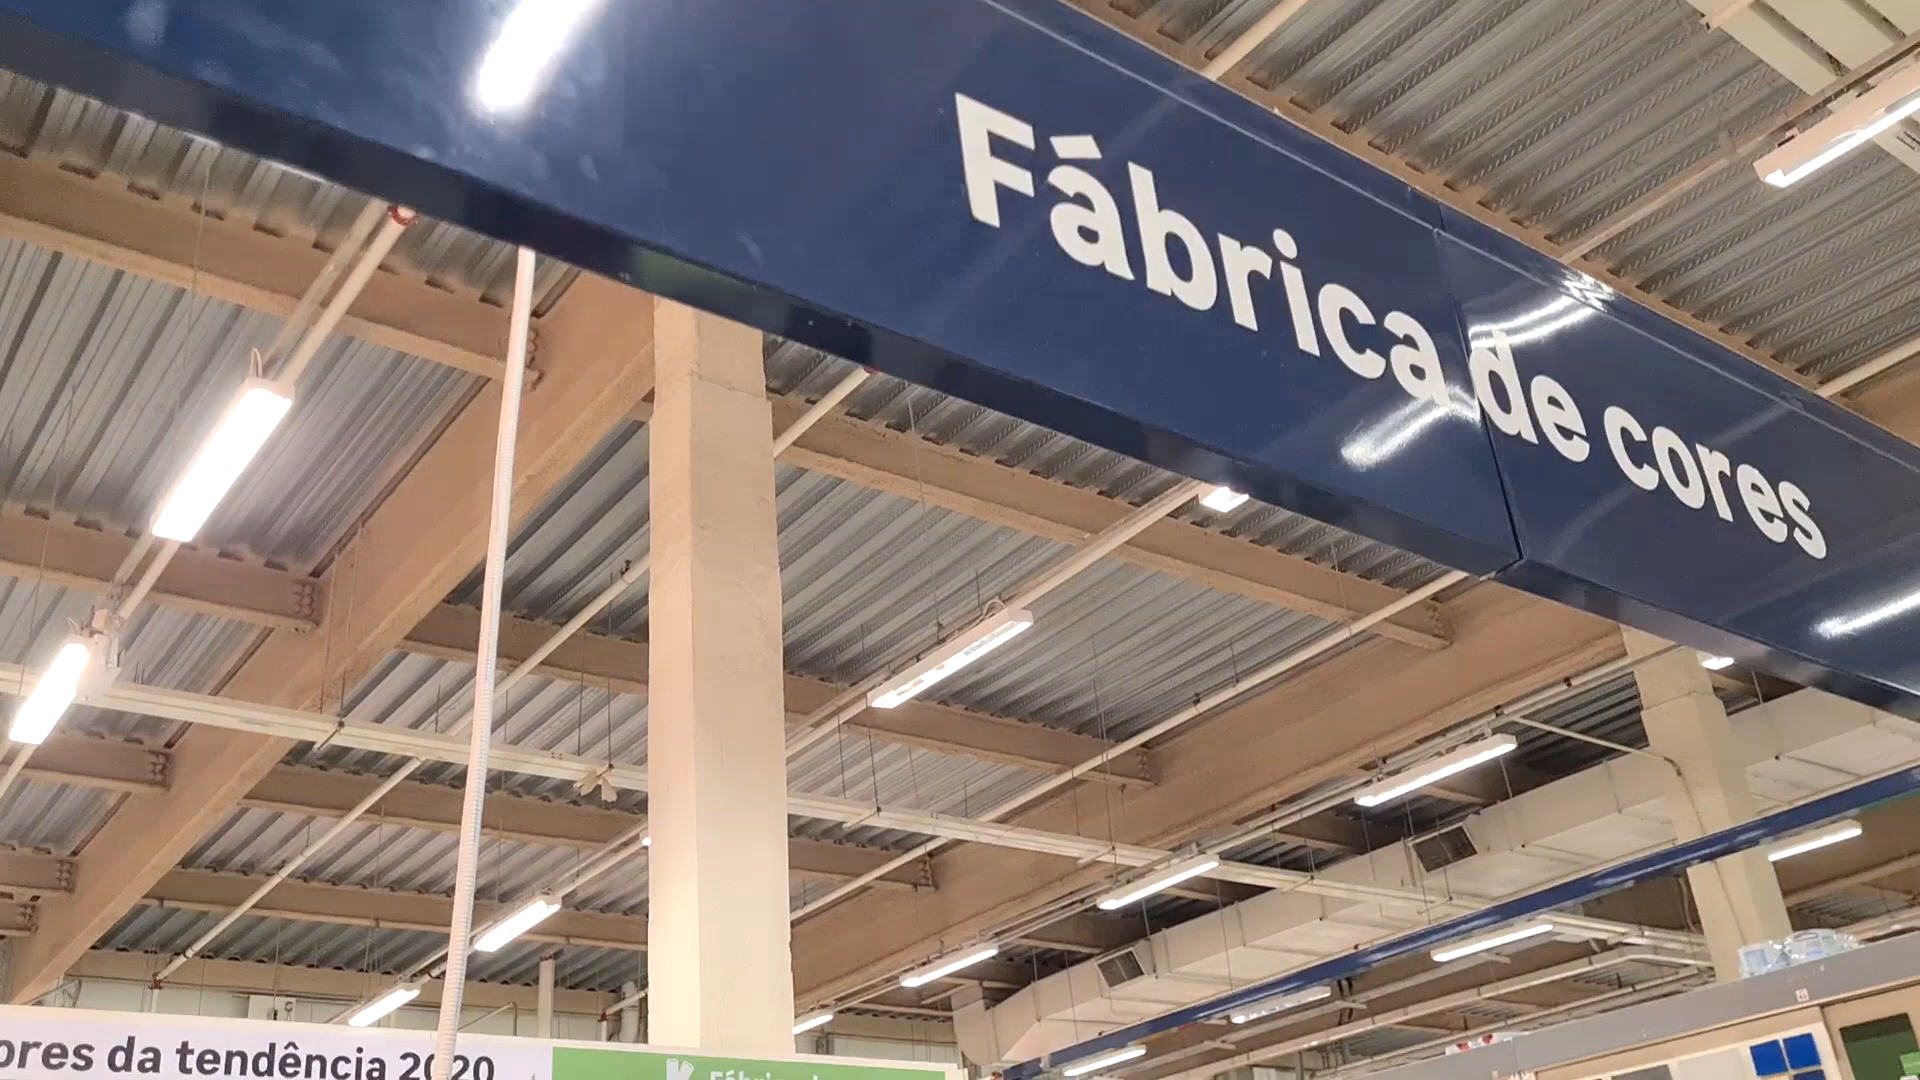 Fábrica de cores
ores da tendência 2020